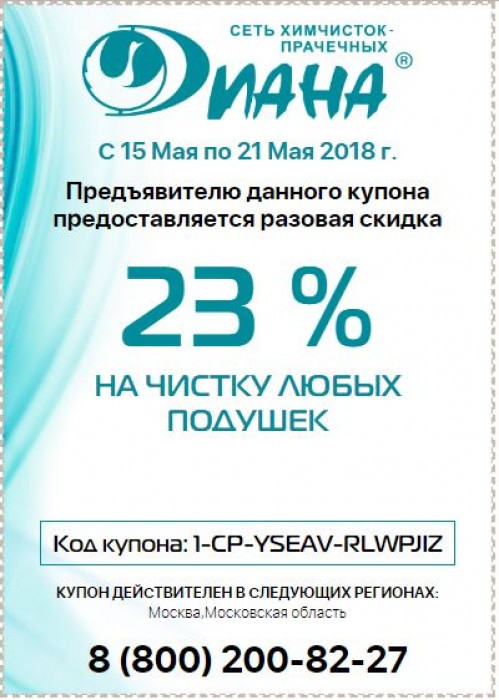 СЕТЬ ХИМЧИСТОК-
ПРАЧЕЧНЫХ
ДИАНА®
С 15 Мая по 21 Мая 2018 г.
Предъявителю данного купона
предоставляется разовая скидка
23 %
НА ЧИСТКУ ЛЮБЫХ
ПОДУШЕК
Код купона: 1-CP-YSEAV-RLWPJIZ
КУПОН ДЕЙСТВИТЕЛЕН В СЛЕДУЮЩИХ РЕГИОНАХ:
Москва,Московская область
8 (800) 200-82-27